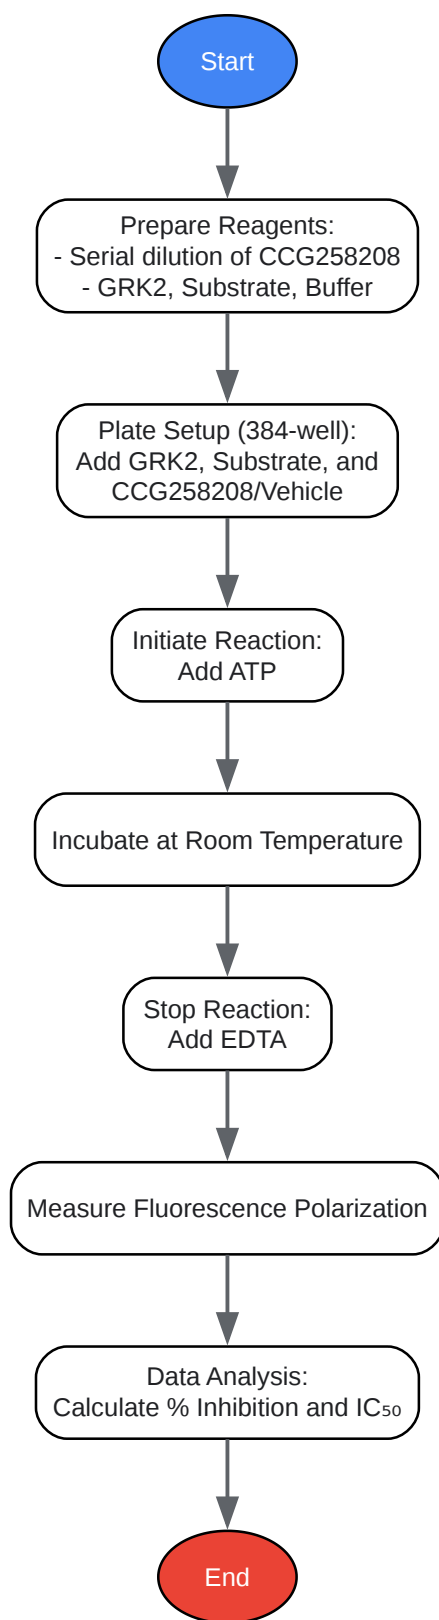 Start
Prepare Reagents:
- Serial dilution of CCG258208
- GRK2, Substrate, Buffer
Plate Setup (384-well):
Add GRK2, Substrate, and
CCG258208/Vehicle
Initiate Reaction:
Add ATP
Incubate at Room Temperature
Stop Reaction:
Add EDTA
Measure Fluorescence Polarization
Data Analysis:
Calculate % Inhibition and IC₅₀
End